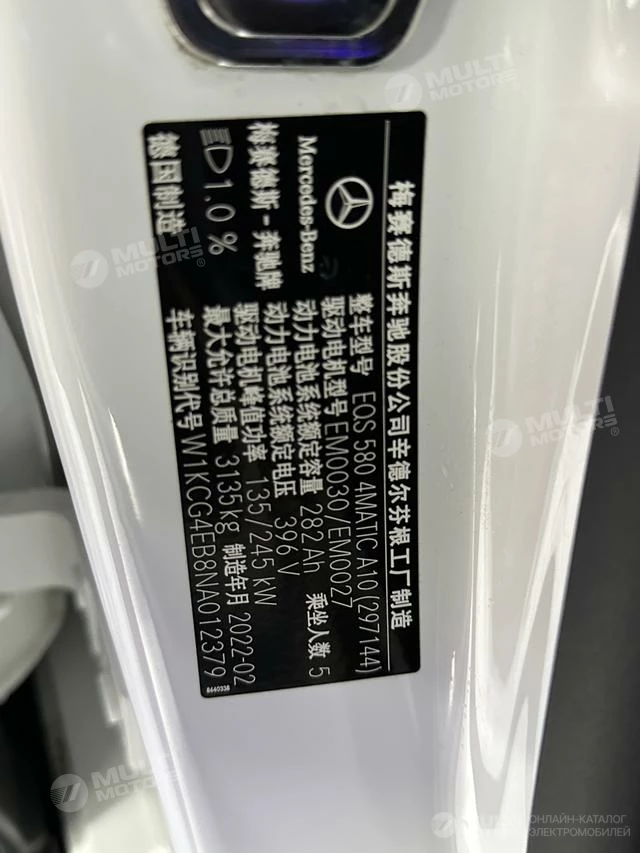 梅赛德斯奔驰股份公司辛德尔芬根工厂制造
Mercedes-Benz
梅赛德斯-奔驰牌
1.0 %
德国制造
整车型号 EQS 580 4MATIC A10 (297144)
驱动电机型号 EM0030/EM0027
动力电池系统额定容量 282 Ah 乘坐人数 5
动力电池系统额定电压 396 V
驱动电机峰值功率 135/245 kW
最大允许总质量 3135kg 制造年月 2022-02
车辆识别代号 W1KCG4EB8NA012379
MULTI
MOTORS®
MULTI
MOTORS®
MULTI
MOTORS®
MULTI
MOTORS®
ОНЛАЙН-КАТАЛОГ
ЭЛЕКТРОМОБИЛЕЙ